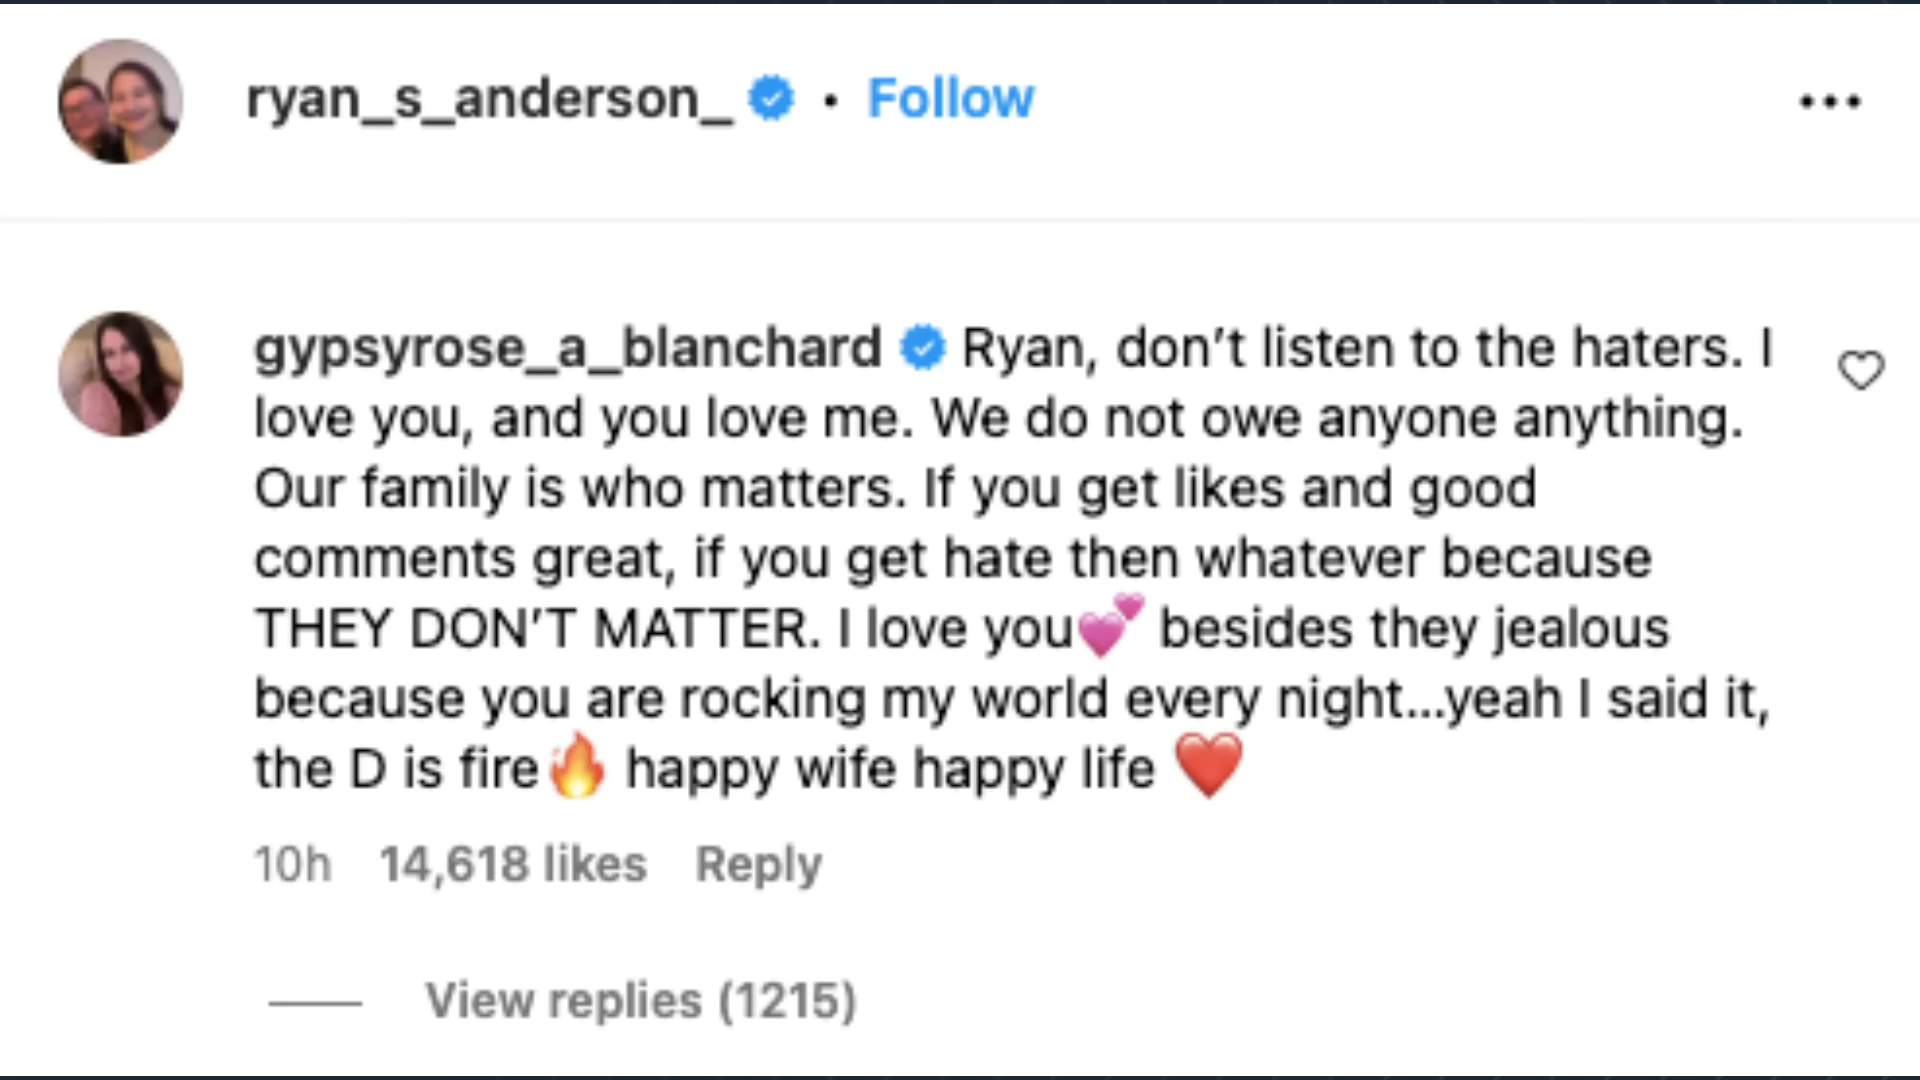 ryan_s_anderson_ • Follow
gypsyrose_a_blanchard Ryan, don’t listen to the haters. I
love you, and you love me. We do not owe anyone anything.
Our family is who matters. If you get likes and good
comments great, if you get hate then whatever because
THEY DON’T MATTER. I love you💕 besides they jealous
because you are rocking my world every night...yeah I said it,
the D is fire🔥 happy wife happy life ❤️
10h 14,618 likes Reply
View replies (1215)